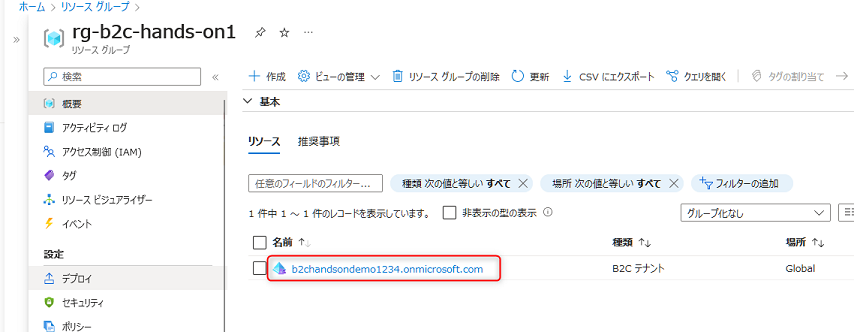 ホーム > リソース グループ >
rg-b2c-hands-on1
リソース グループ
検索
概要
アクティビティ ログ
アクセス制御 (IAM)
タグ
リソース ビジュアライザー
イベント
設定
デプロイ
セキュリティ
ポリシー
作成 ビューの管理 リソース グループの削除 更新 CSV にエクスポート クエリを開く タグの割り当て
基本
リソース 推奨事項
任意のフィールドのフィルター... 種類 次の値と等しい すべて 場所 次の値と等しい すべて フィルターの追加
1 件中 1 ～ 1 件のレコードを表示しています。 非表示の型の表示 グループ化なし
名前 種類 場所
b2chandsondemo1234.onmicrosoft.com B2C テナント Global